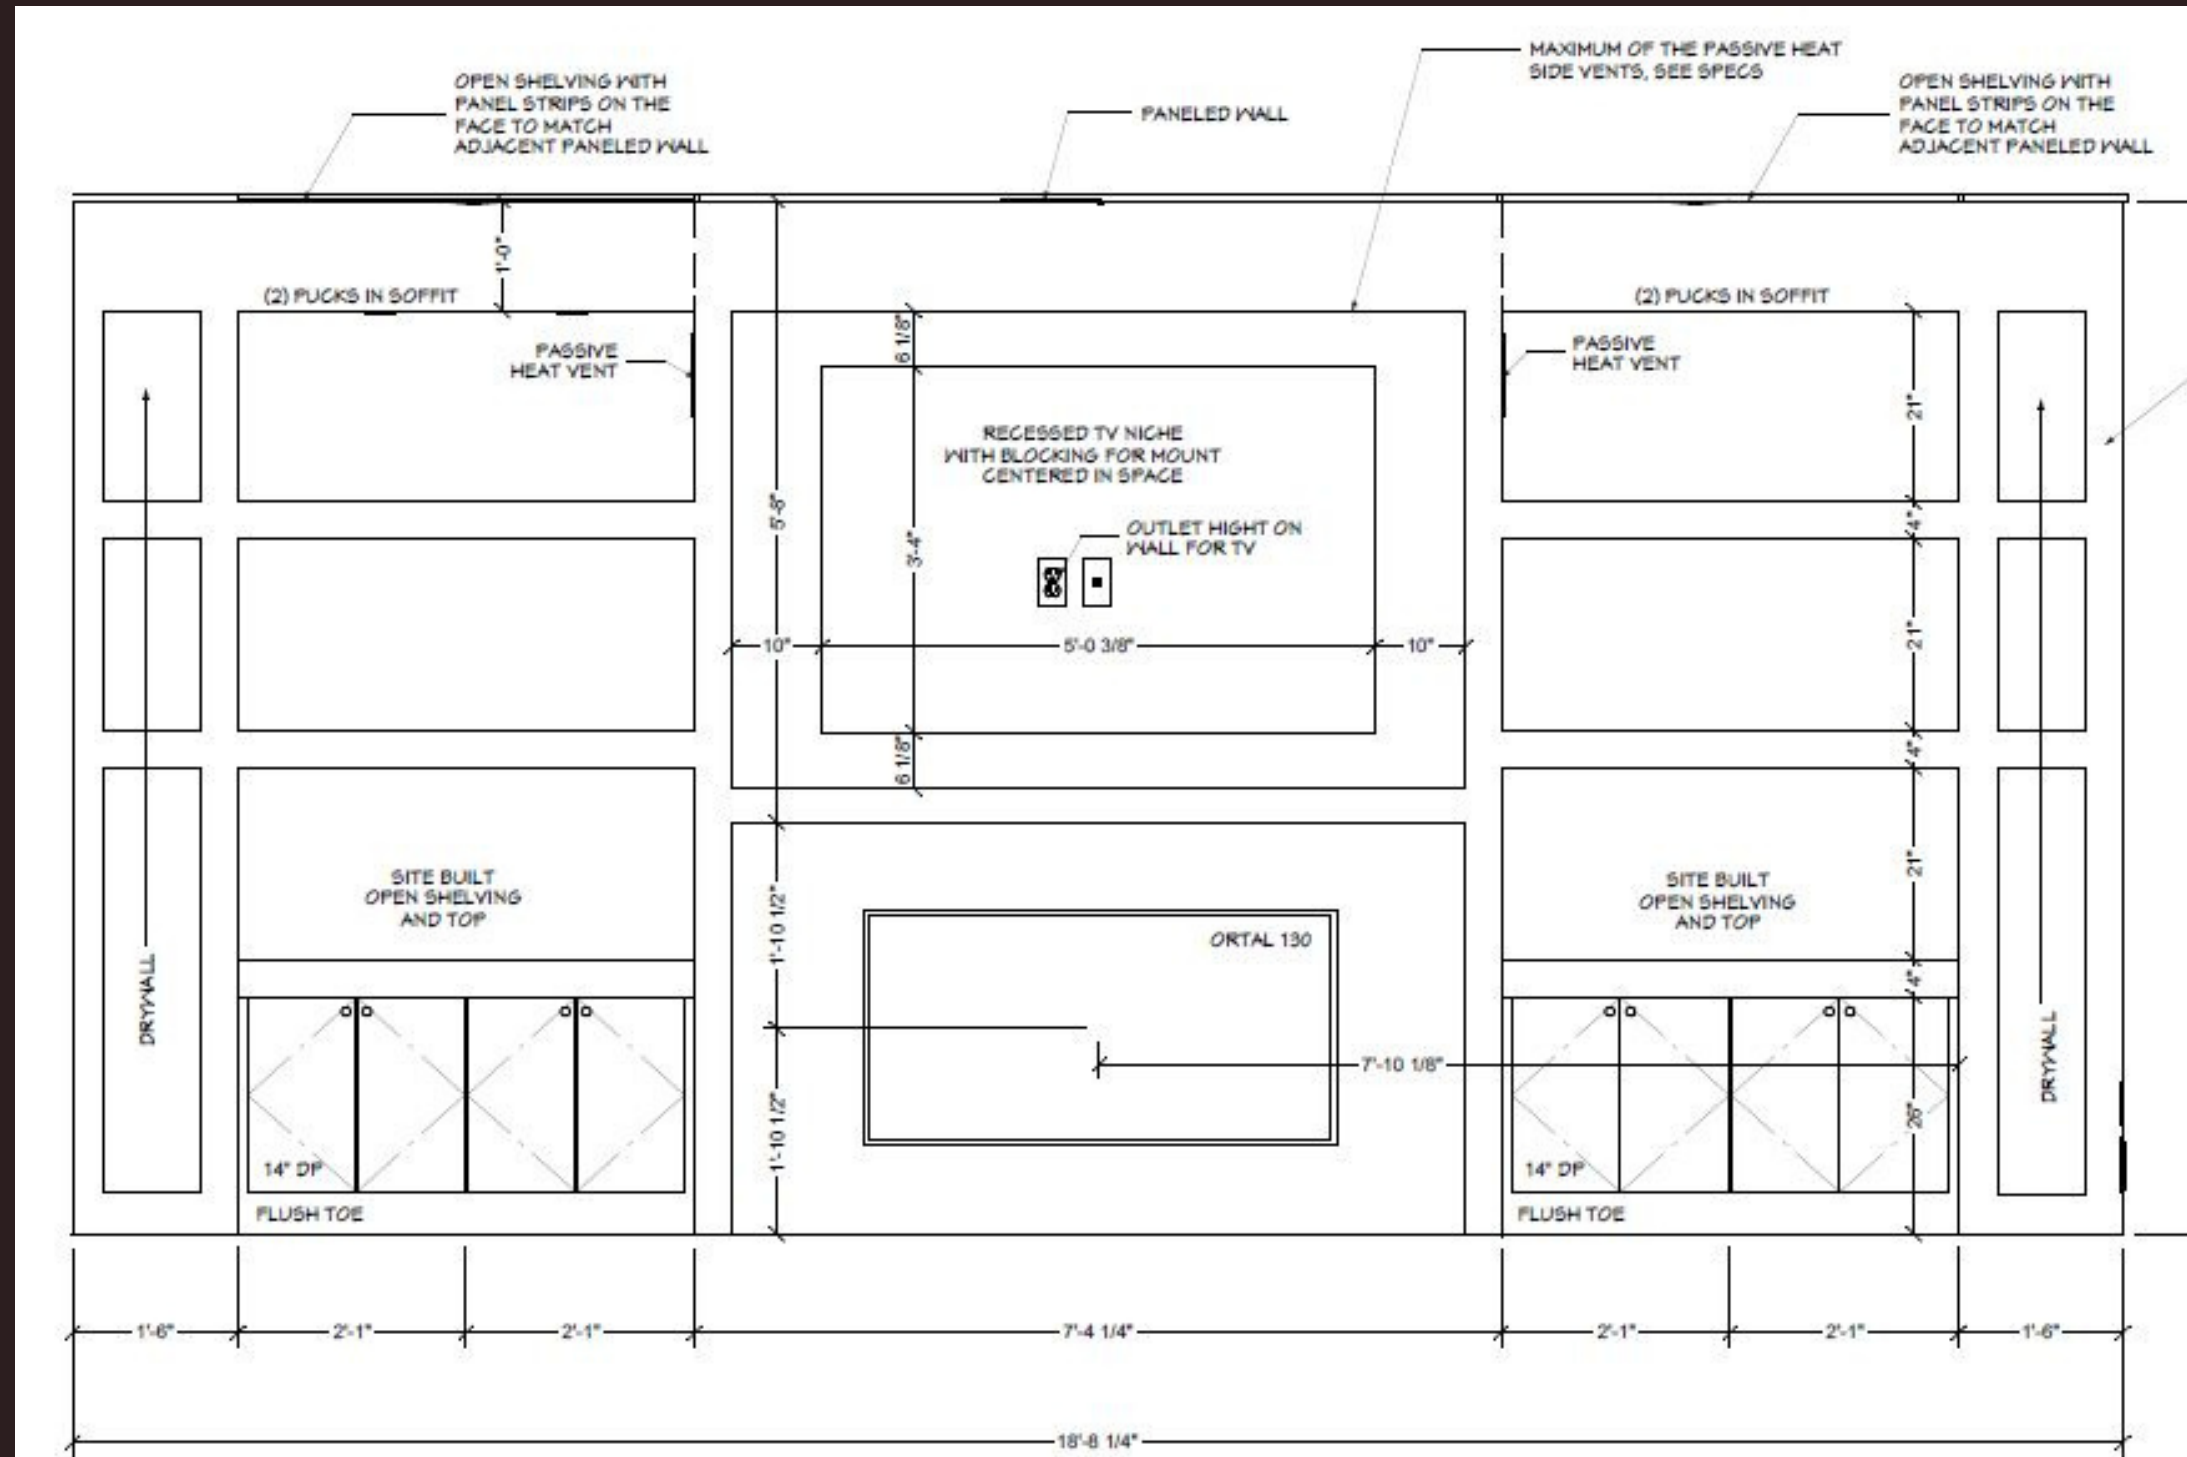 MAXIMUM OF THE PASSIVE HEAT
SIDE VENTS, SEE SPECS
OPEN SHELVING WITH
PANEL STRIPS ON THE
FACE TO MATCH
ADJACENT PANELED WALL
PANELED WALL
OPEN SHELVING WITH
PANEL STRIPS ON THE
FACE TO MATCH
ADJACENT PANELED WALL
1'-0"
(2) PUCKS IN SOFFIT
(2) PUCKS IN SOFFIT
6 1/8"
PASSIVE
HEAT VENT
PASSIVE
HEAT VENT
21"
RECESSED TV NICHE
WITH BLOCKING FOR MOUNT
CENTERED IN SPACE
5'-8"
4"
OUTLET HIGHT ON
WALL FOR TV
3'-4"
21"
10"
5'-0 3/8"
10"
6 1/8"
4"
SITE BUILT
OPEN SHELVING
AND TOP
SITE BUILT
OPEN SHELVING
AND TOP
21"
1'-10 1/2"
ORTAL 130
4"
DRYWALL
DRYWALL
7'-10 1/8"
1'-10 1/2"
26"
14" DP
14" DP
FLUSH TOE
FLUSH TOE
1'-6"
2'-1"
2'-1"
7'-4 1/4"
2'-1"
2'-1"
1'-6"
18'-8 1/4"